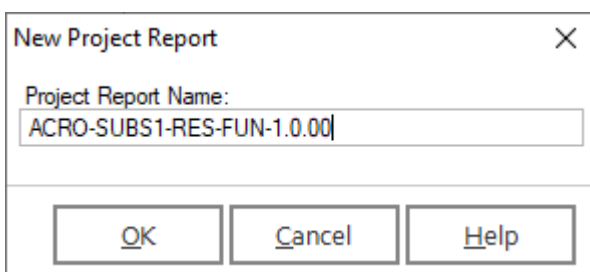 New Project Report
Project Report Name:
ACRO-SUBS1-RES-FUN-1.0.00
OK Cancel Help